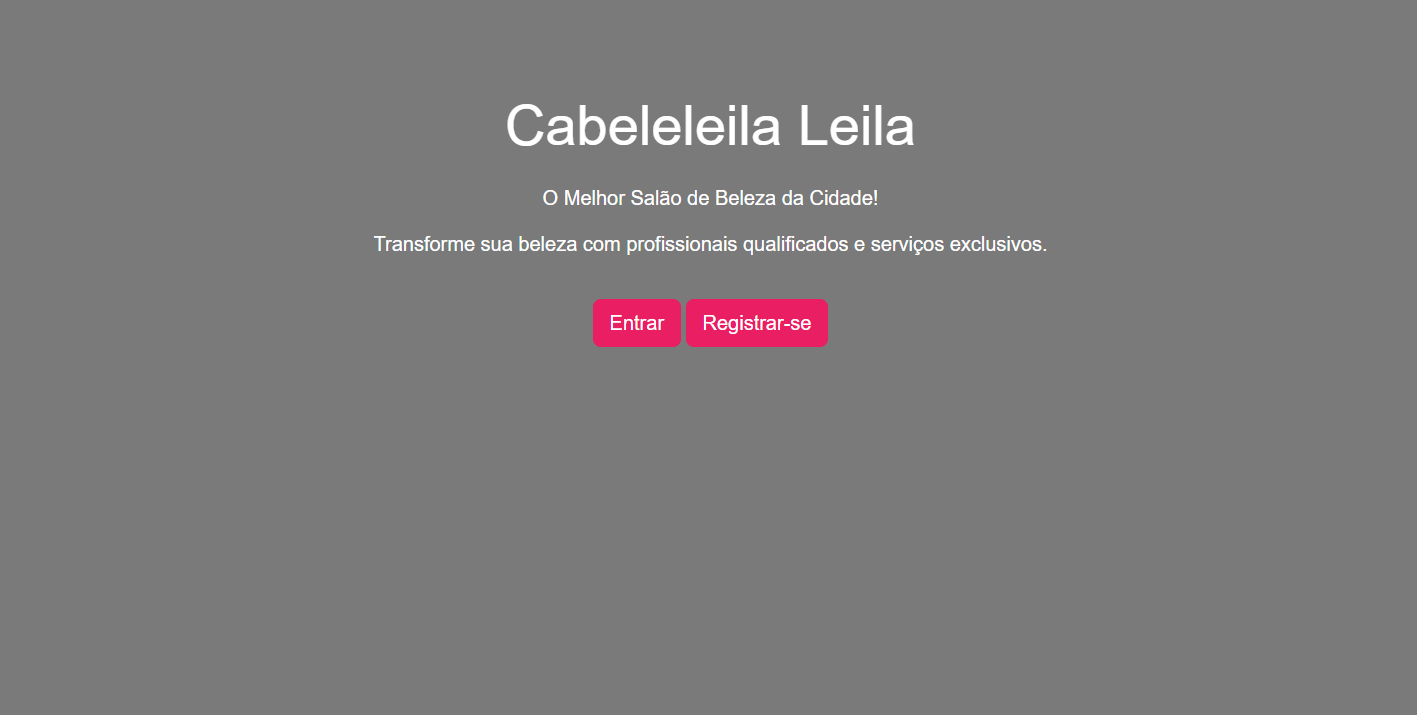 Cabeleleila Leila
O Melhor Salão de Beleza da Cidade!
Transforme sua beleza com profissionais qualificados e serviços exclusivos.
Entrar Registrar-se